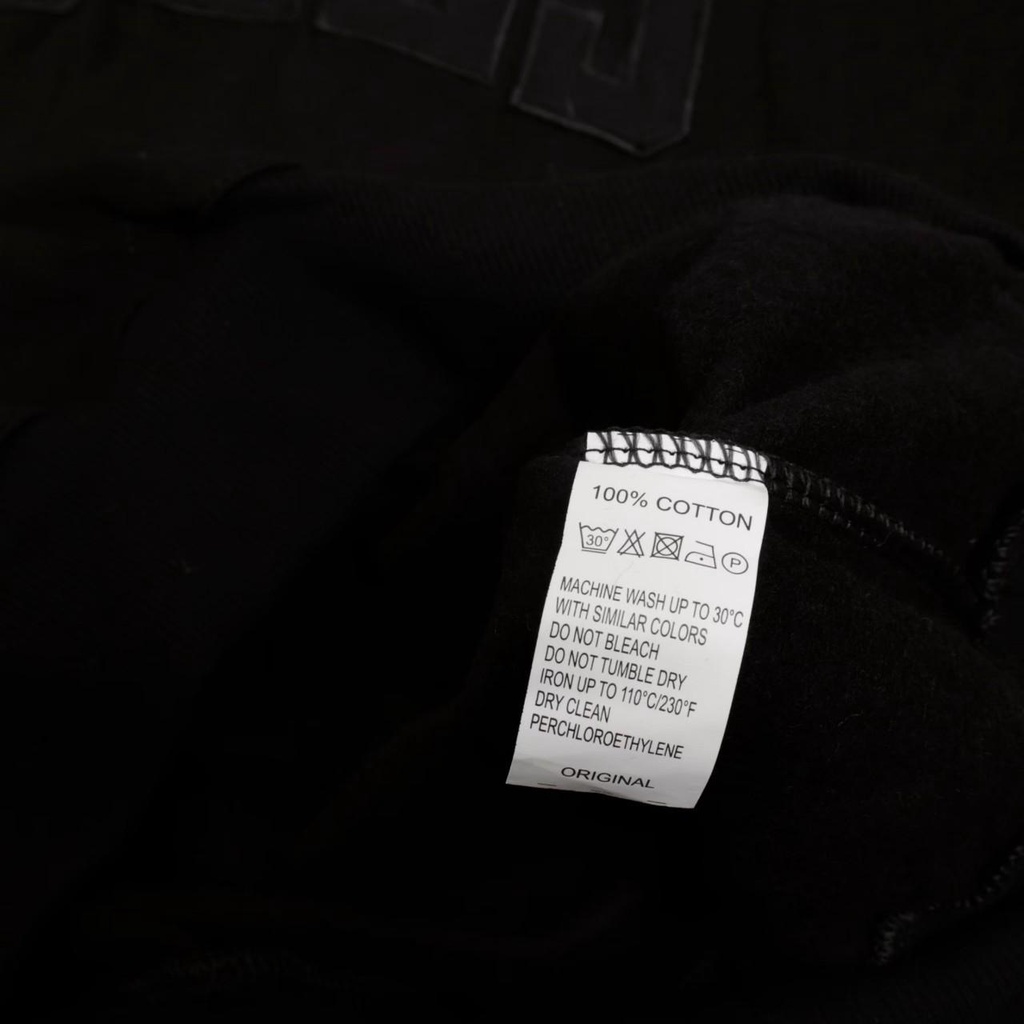 100% COTTON
30° P
MACHINE WASH UP TO 30°C
WITH SIMILAR COLORS
DO NOT BLEACH
DO NOT TUMBLE DRY
IRON UP TO 110°C/230°F
DRY CLEAN
PERCHLOROETHYLENE
ORIGINAL